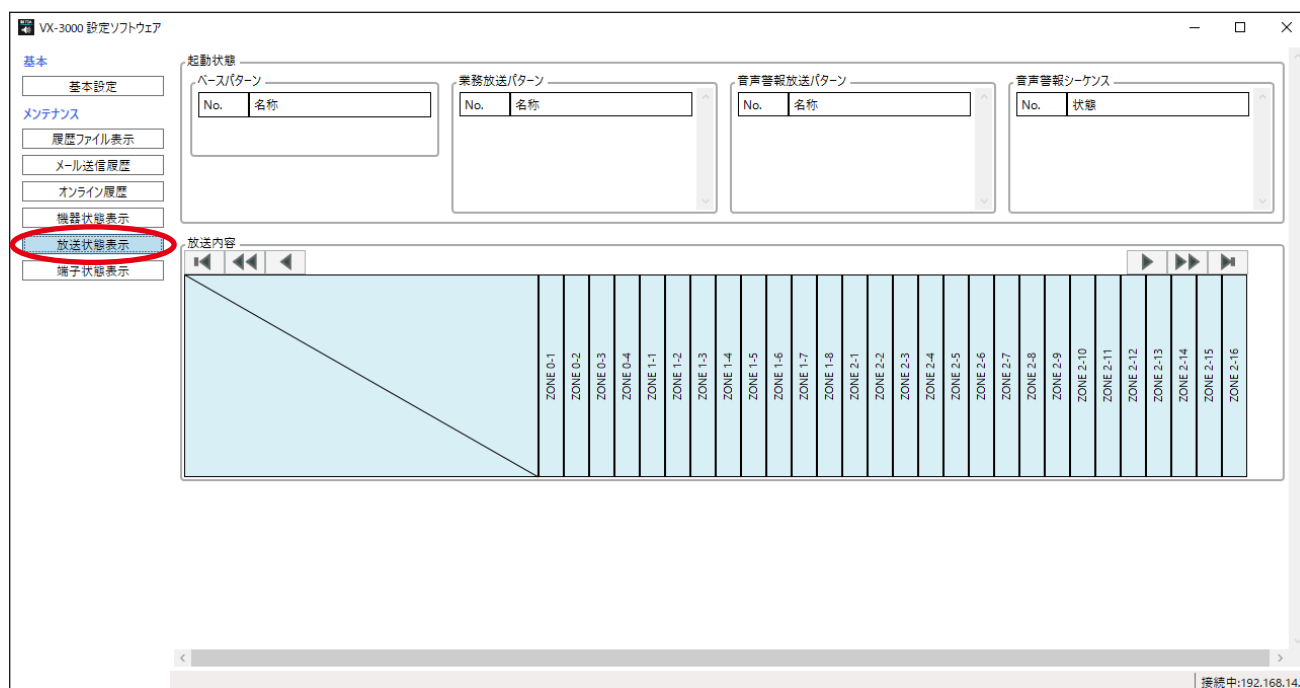 VX-3000 設定ソフトウェア
基本
基本設定
メンテナンス
履歴ファイル表示
メール送信履歴
オンライン履歴
機器状態表示
放送状態表示
端子状態表示
起動状態
ベースパターン
No. 名称
業務放送パターン
No. 名称
音声警報放送パターン
No. 名称
音声警報シーケンス
No. 状態
放送内容
ZONE 0-1
ZONE 0-2
ZONE 0-3
ZONE 0-4
ZONE 1-1
ZONE 1-2
ZONE 1-3
ZONE 1-4
ZONE 1-5
ZONE 1-6
ZONE 1-7
ZONE 1-8
ZONE 2-1
ZONE 2-2
ZONE 2-3
ZONE 2-4
ZONE 2-5
ZONE 2-6
ZONE 2-7
ZONE 2-8
ZONE 2-9
ZONE 2-10
ZONE 2-11
ZONE 2-12
ZONE 2-13
ZONE 2-14
ZONE 2-15
ZONE 2-16
接続中:192.168.14.